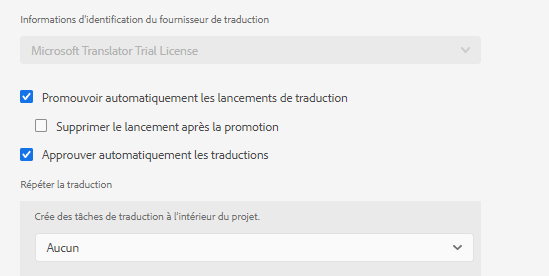 Informations d'identification du fournisseur de traduction
Microsoft Translator Trial License
Promouvoir automatiquement les lancements de traduction
Supprimer le lancement après la promotion
Approuver automatiquement les traductions
Répéter la traduction
Crée des tâches de traduction à l'intérieur du projet.
Aucun